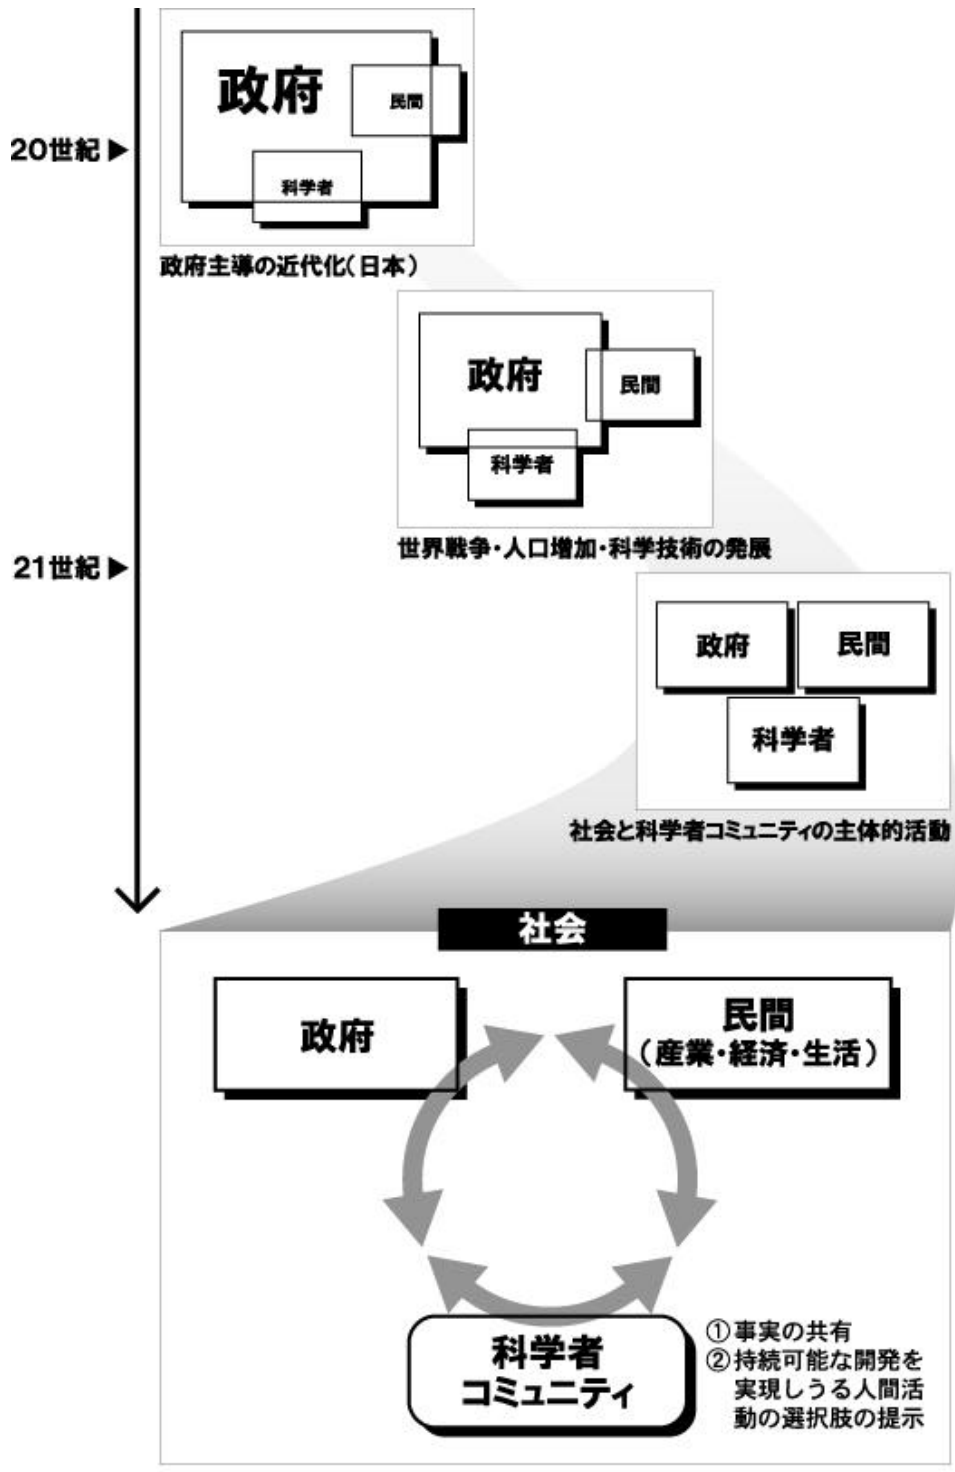 政府
民間
20世紀▶
科学者
政府主導の近代化（日本）
政府
民間
科学者
世界戦争・人口増加・科学技術の発展
21世紀▶
政府
民間
科学者
社会と科学者コミュニティの主体的活動
社会
政府
民間
（産業・経済・生活）
科学者
コミュニティ
①事実の共有
②持続可能な開発を
実現しうる人間活
動の選択肢の提示